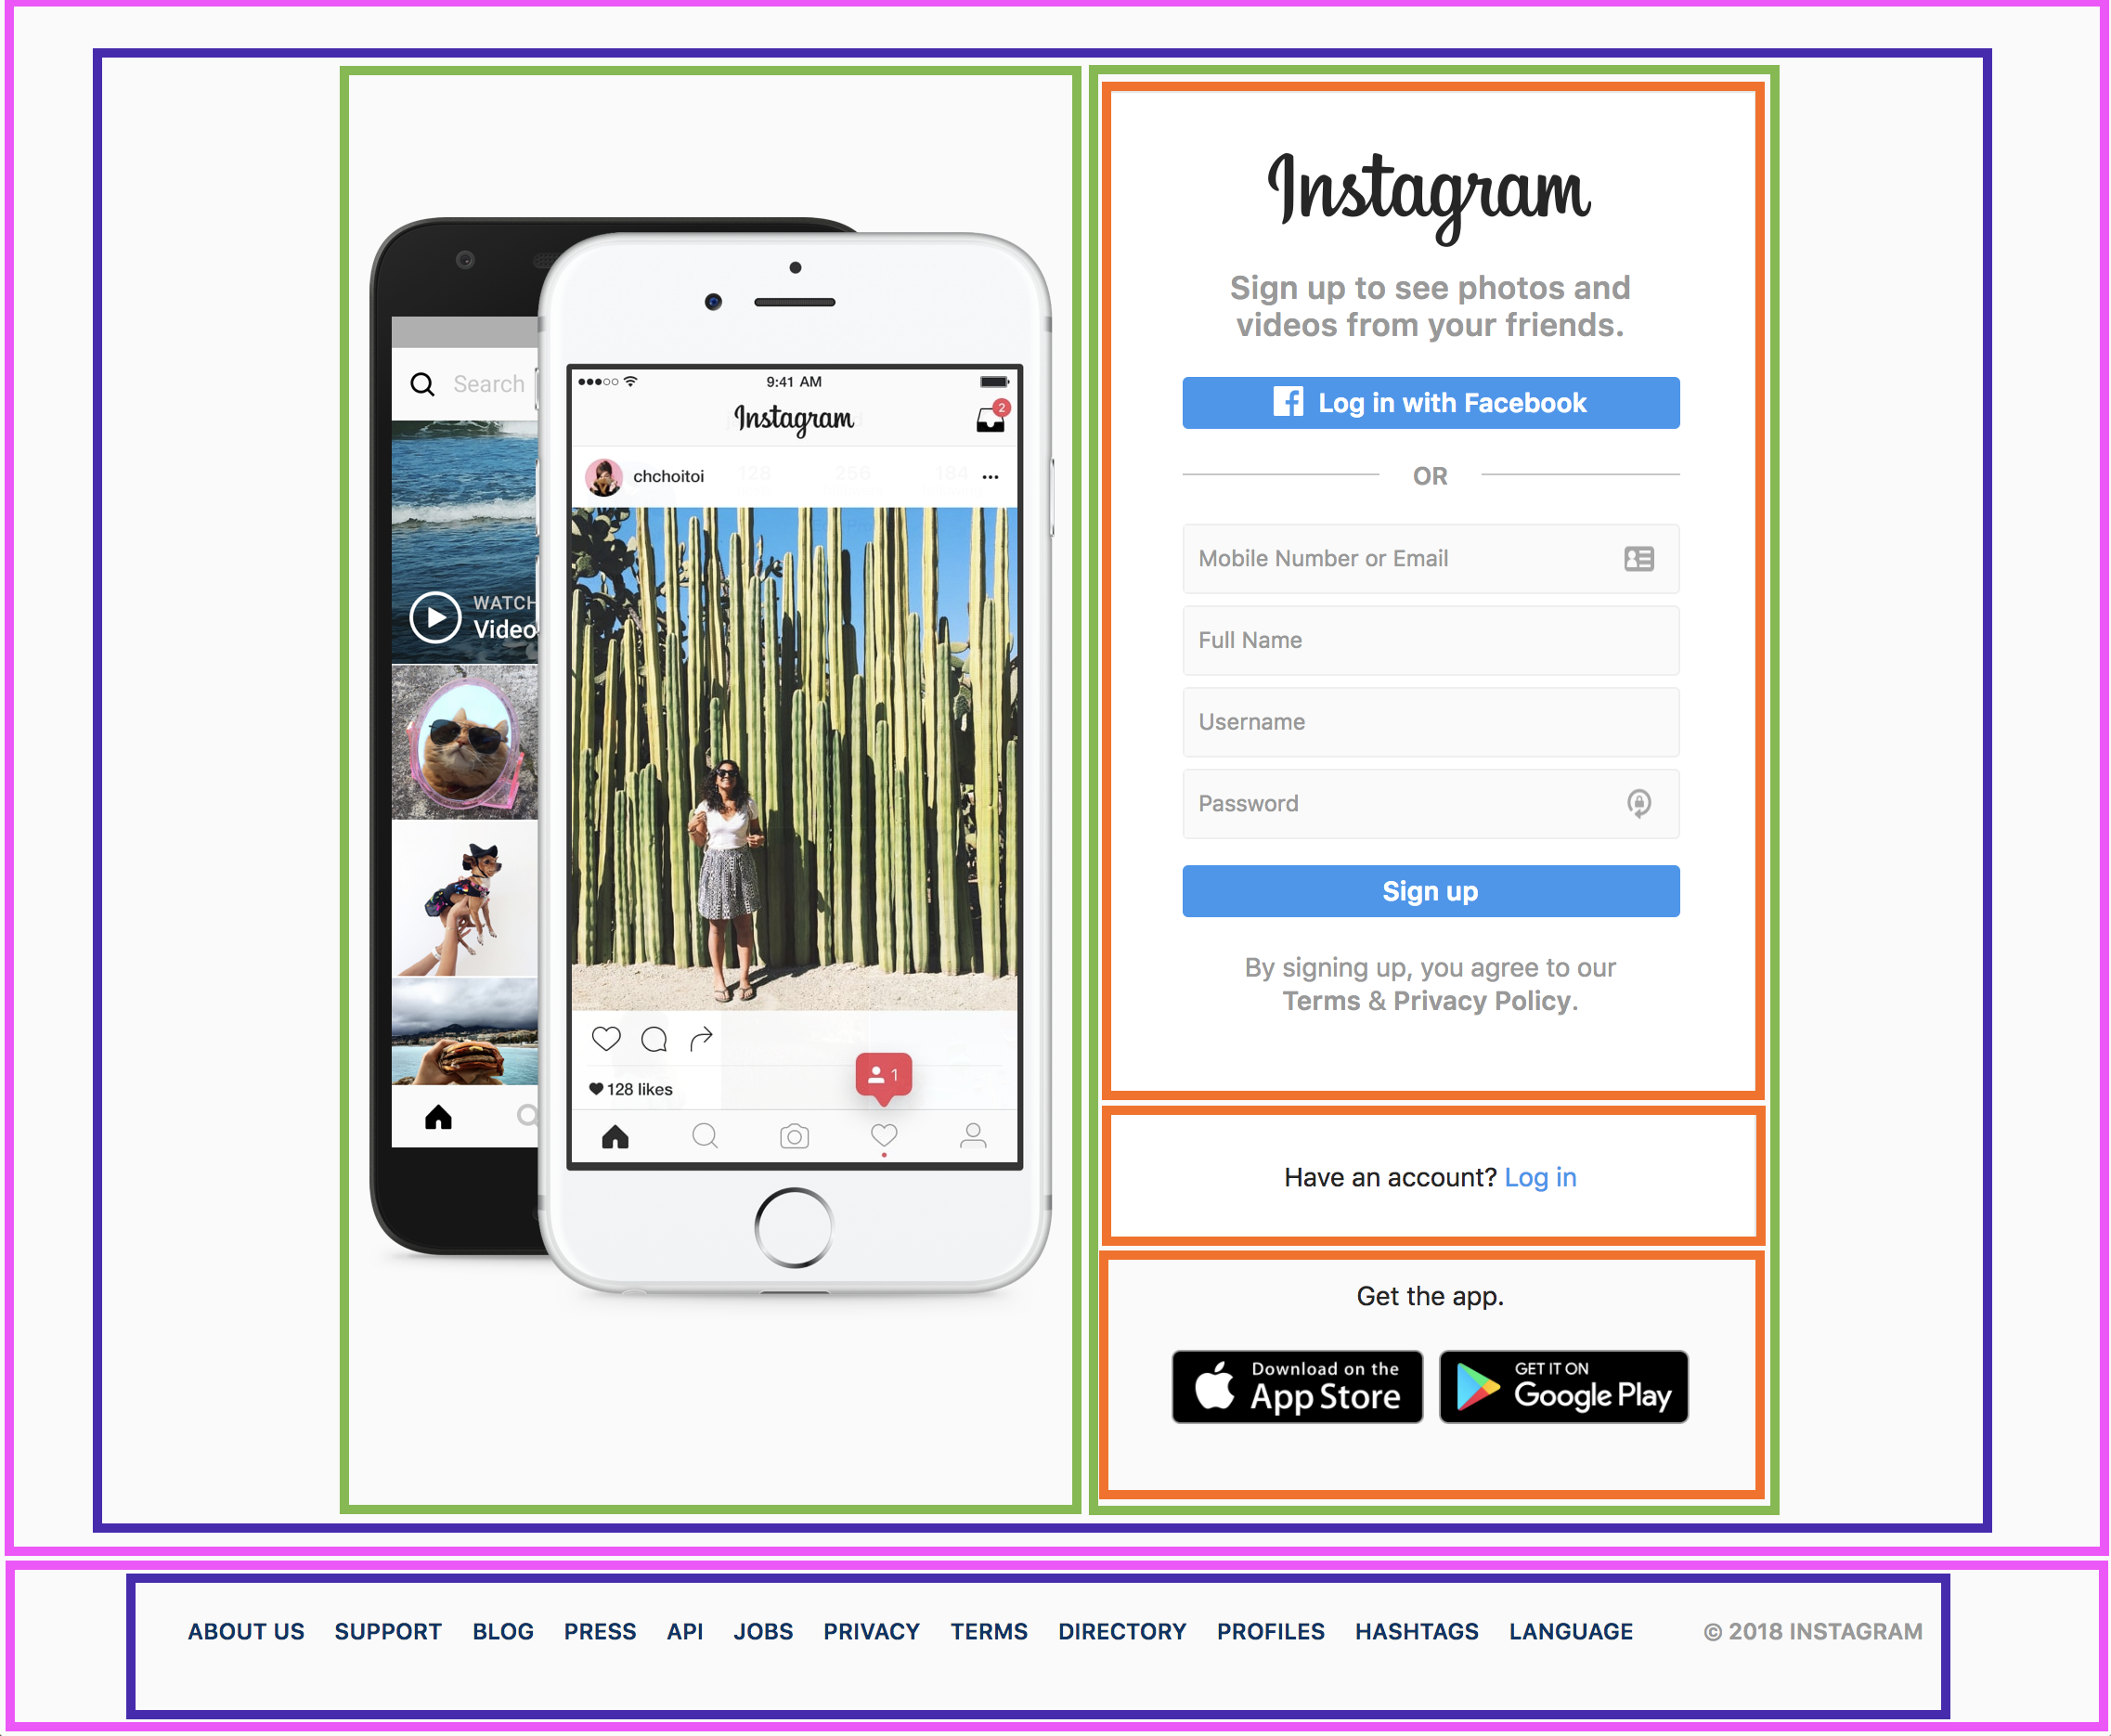 Search
WATCH
Video
9:41 AM
Instagram
2
chchoitoi
128 256 184
128 likes
1
Instagram
Sign up to see photos and
videos from your friends.
Log in with Facebook
OR
Mobile Number or Email
Full Name
Username
Password
Sign up
By signing up, you agree to our
Terms & Privacy Policy.
Have an account? Log in
Get the app.
Download on the
App Store
GET IT ON
Google Play
ABOUT US SUPPORT BLOG PRESS API JOBS PRIVACY TERMS DIRECTORY PROFILES HASHTAGS LANGUAGE © 2018 INSTAGRAM